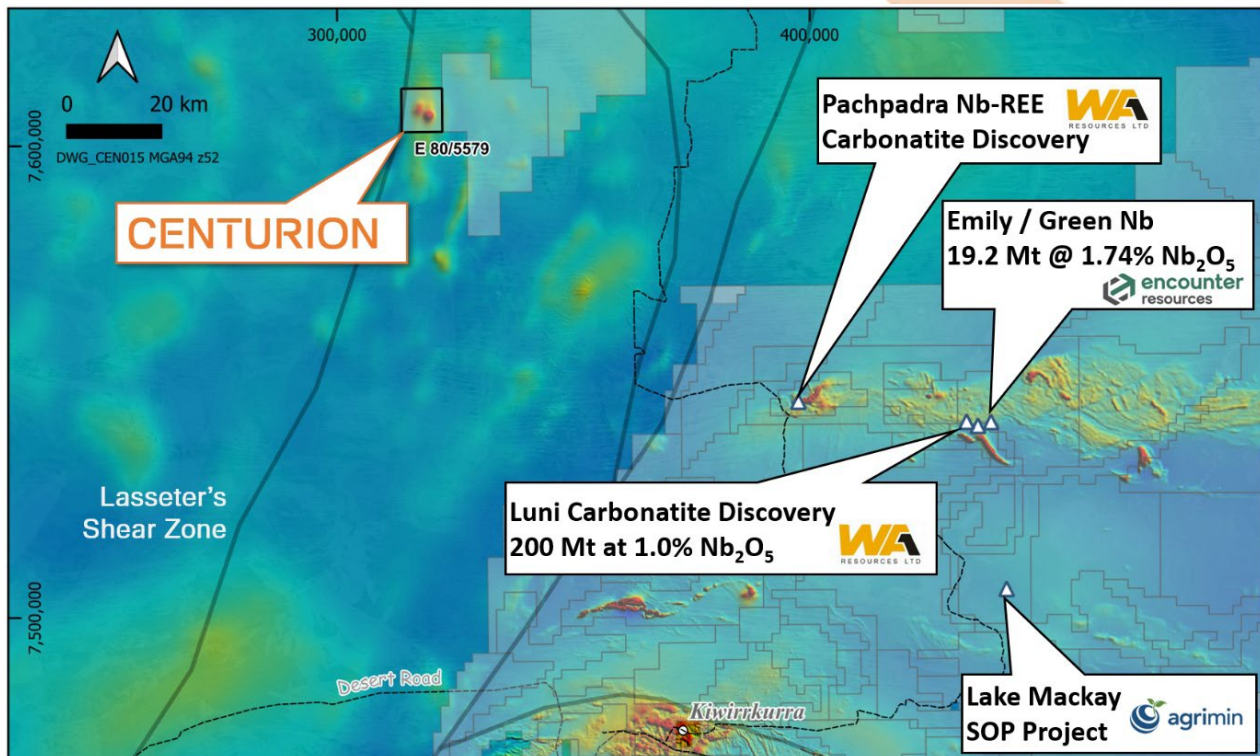 300,000
400,000
0 20 km
DWG_CEN015 MGA94 z52
7,600,000
E 80/5579
CENTURION
Pachpadra Nb-REE
Carbonatite Discovery
WA1
RESOURCES LTD
Emily / Green Nb
19.2 Mt @ 1.74% Nb₂O₅
encounter
resources
Lasseter's
Shear Zone
Luni Carbonatite Discovery
200 Mt at 1.0% Nb₂O₅
WA1
RESOURCES LTD
7,500,000
Desert Road
Kiwirrkurra
Lake Mackay
SOP Project
agrimin